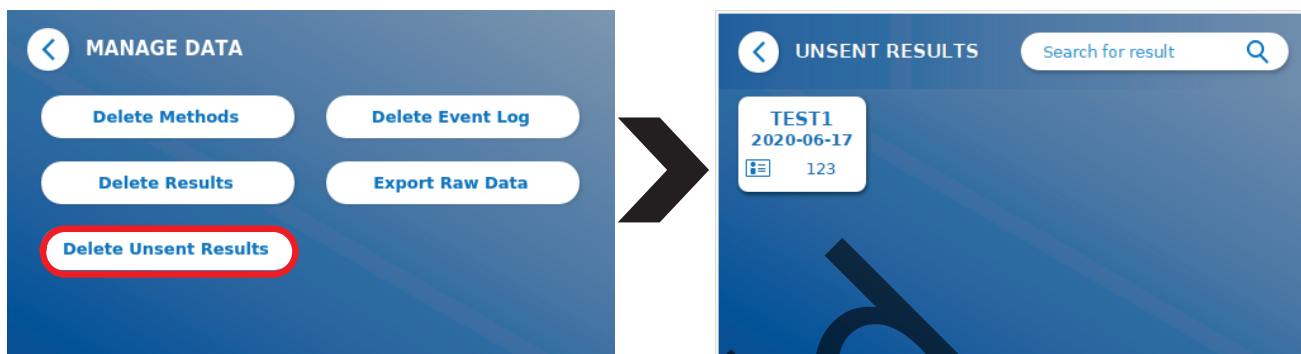 MANAGE DATA
Delete Methods
Delete Event Log
Delete Results
Export Raw Data
Delete Unsent Results
UNSENT RESULTS
Search for result
TEST1
2020-06-17
123